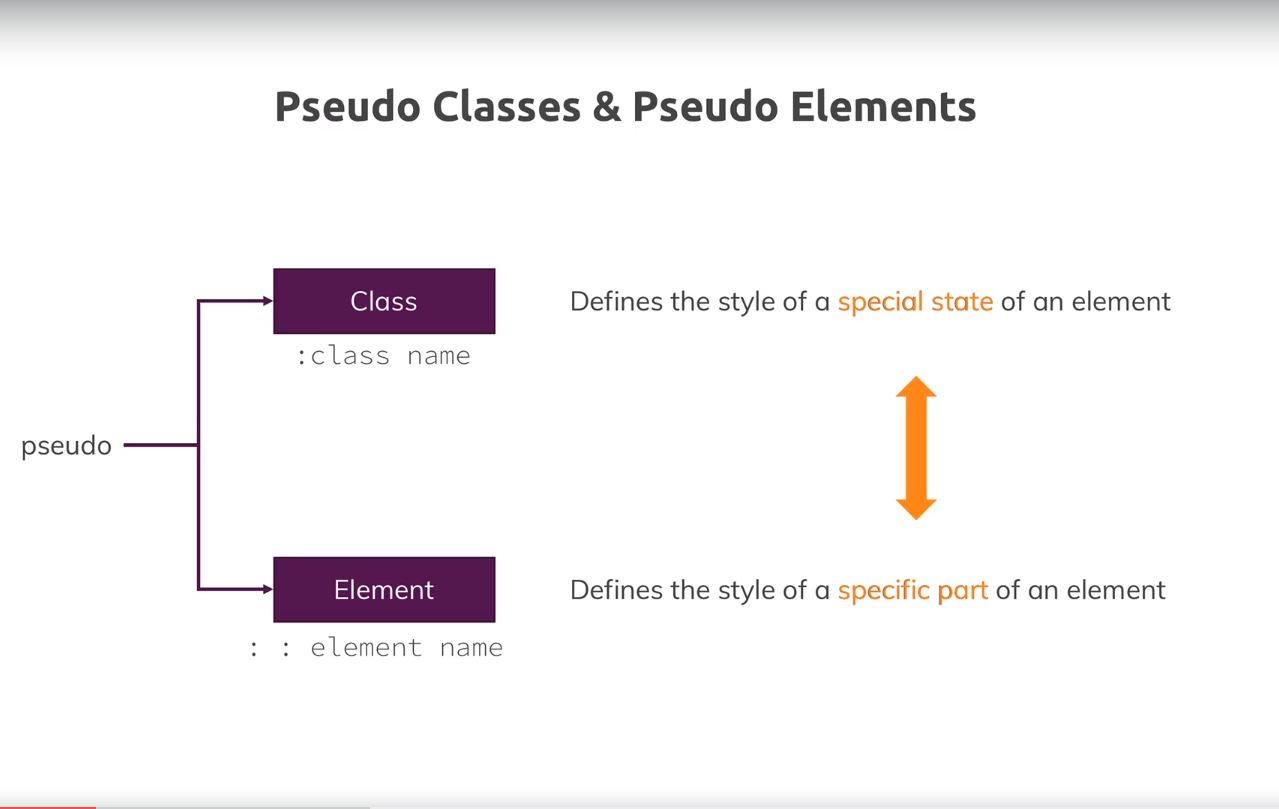 Pseudo Classes & Pseudo Elements
Class
Defines the style of a special state of an element
:class name
pseudo
Element
Defines the style of a specific part of an element
: : element name